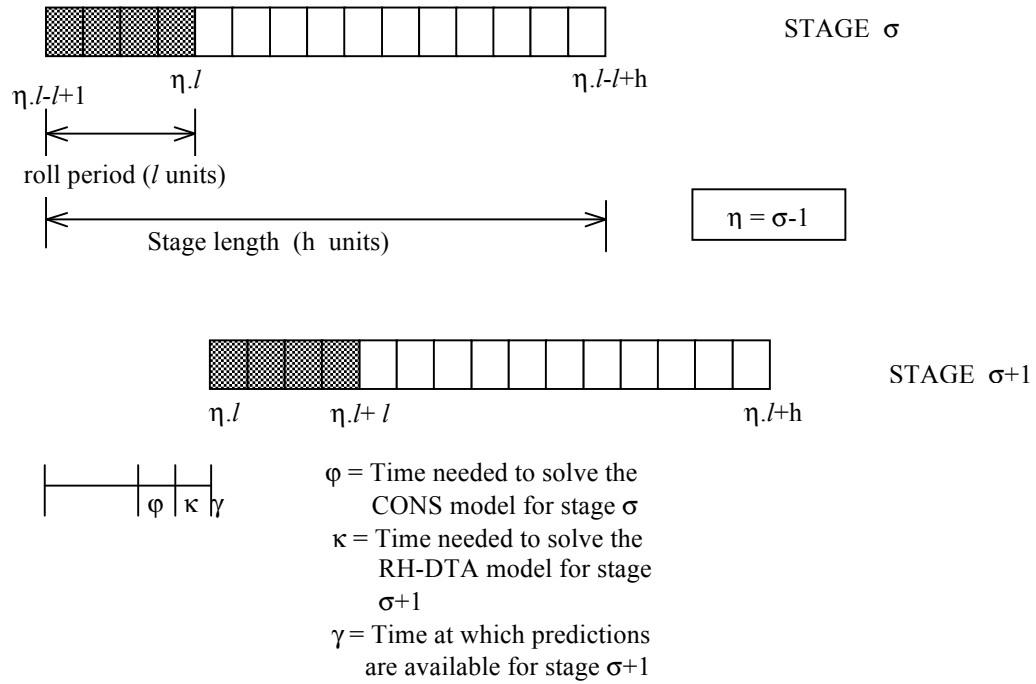 STAGE σ
η.l-l+1
η.l
η.l-l+h
roll period (l units)
η = σ-1
Stage length (h units)
STAGE σ+1
η.l
η.l+ l
η.l+h
φ κ γ
φ = Time needed to solve the
CONS model for stage σ
κ = Time needed to solve the
RH-DTA model for stage
σ+1
γ = Time at which predictions
are available for stage σ+1